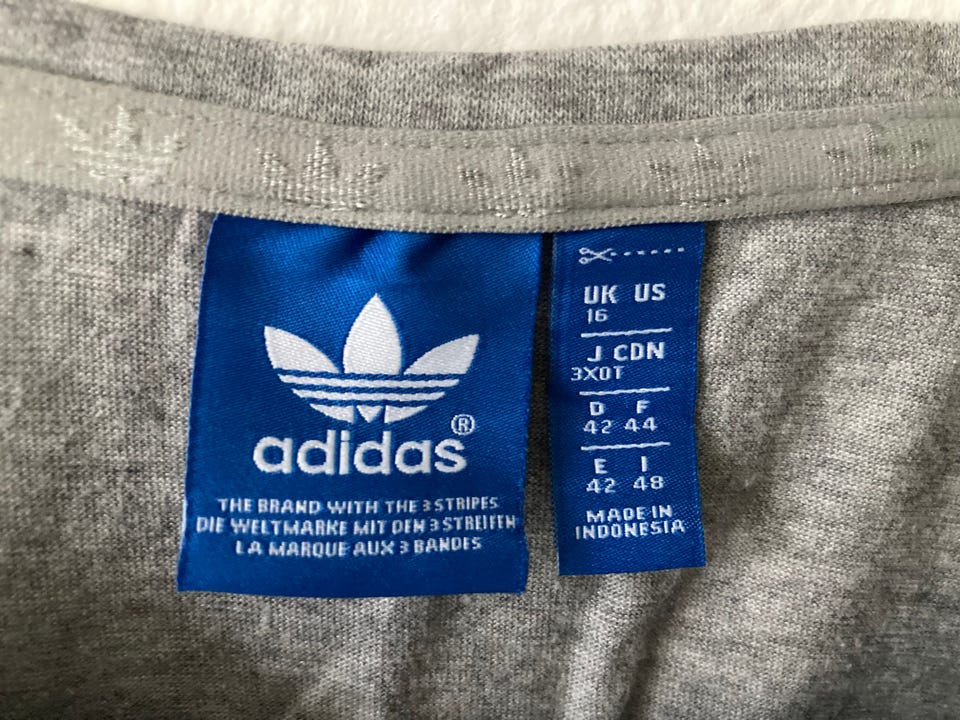 adidas®
THE BRAND WITH THE 3 STRIPES
DIE WELTMARKE MIT DEN 3 STREIFEN
LA MARQUE AUX 3 BANDES
UK US
16
J CDN
3XOT
D F
42 44
E I
42 48
MADE IN
INDONESIA